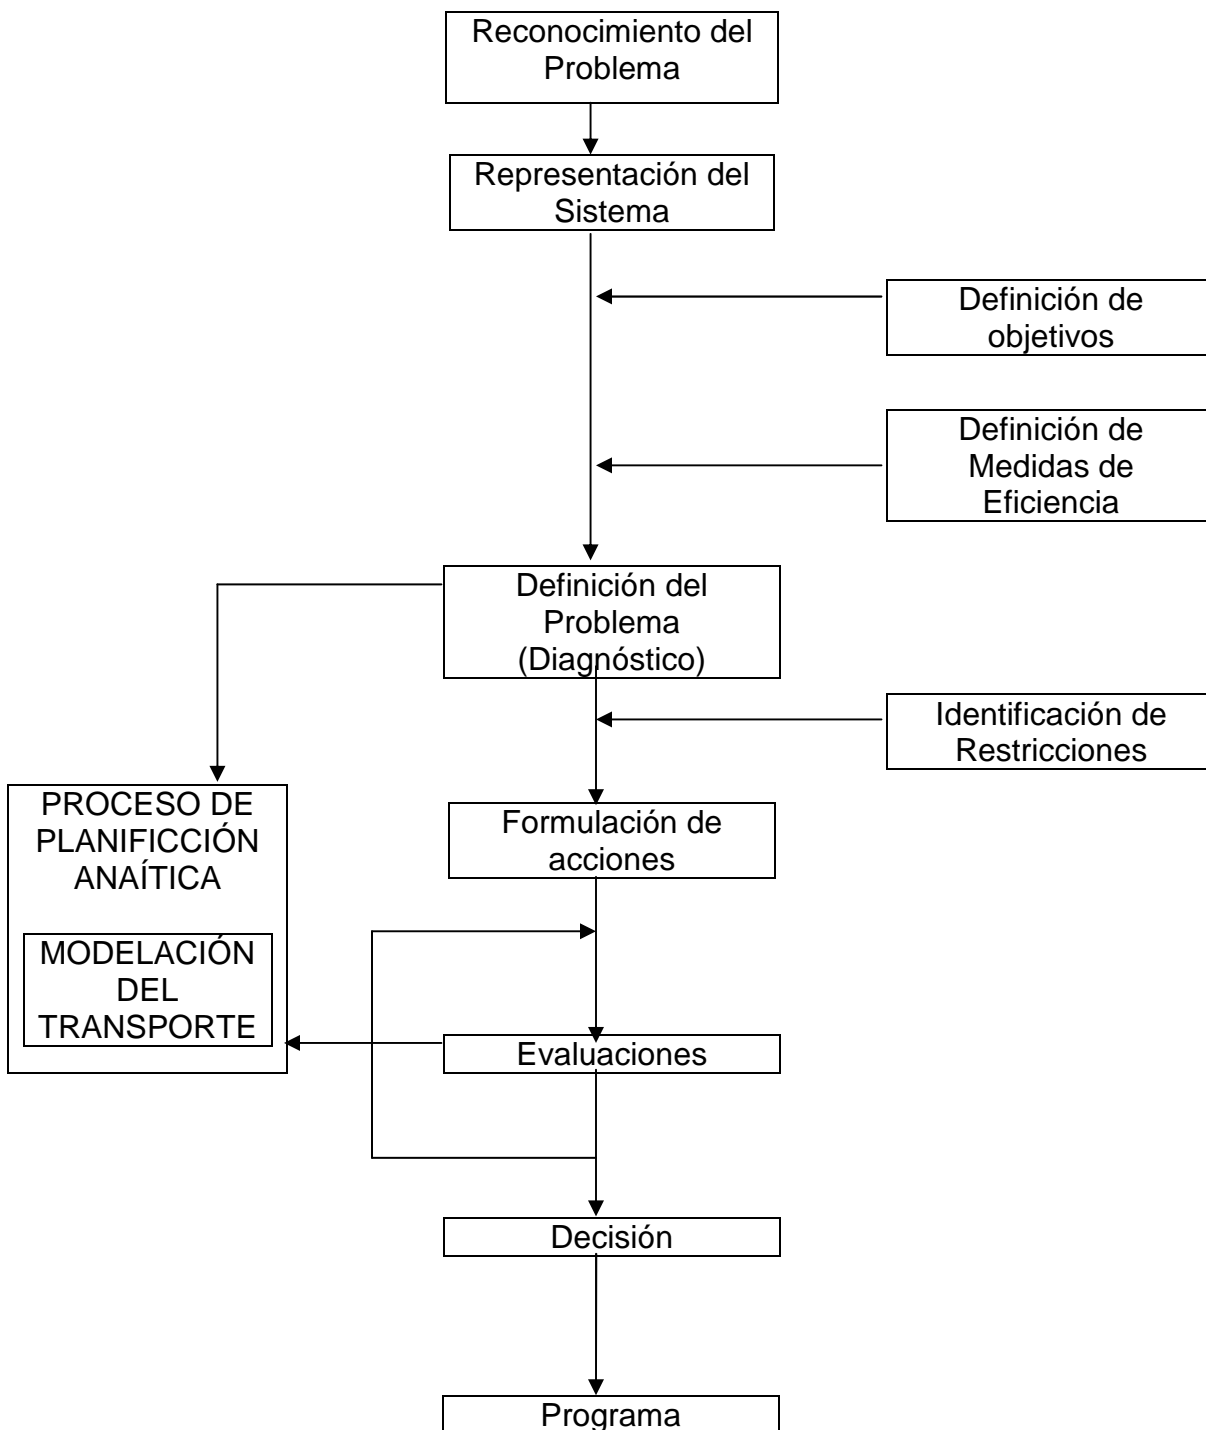 Reconocimiento del
Problema
Representación del
Sistema
Definición de
objetivos
Definición de
Medidas de
Eficiencia
Definición del
Problema
(Diagnóstico)
Identificación de
Restricciones
PROCESO DE
PLANIFICCIÓN
ANAÍTICA
MODELACIÓN
DEL
TRANSPORTE
Formulación de
acciones
Evaluaciones
Decisión
Programa